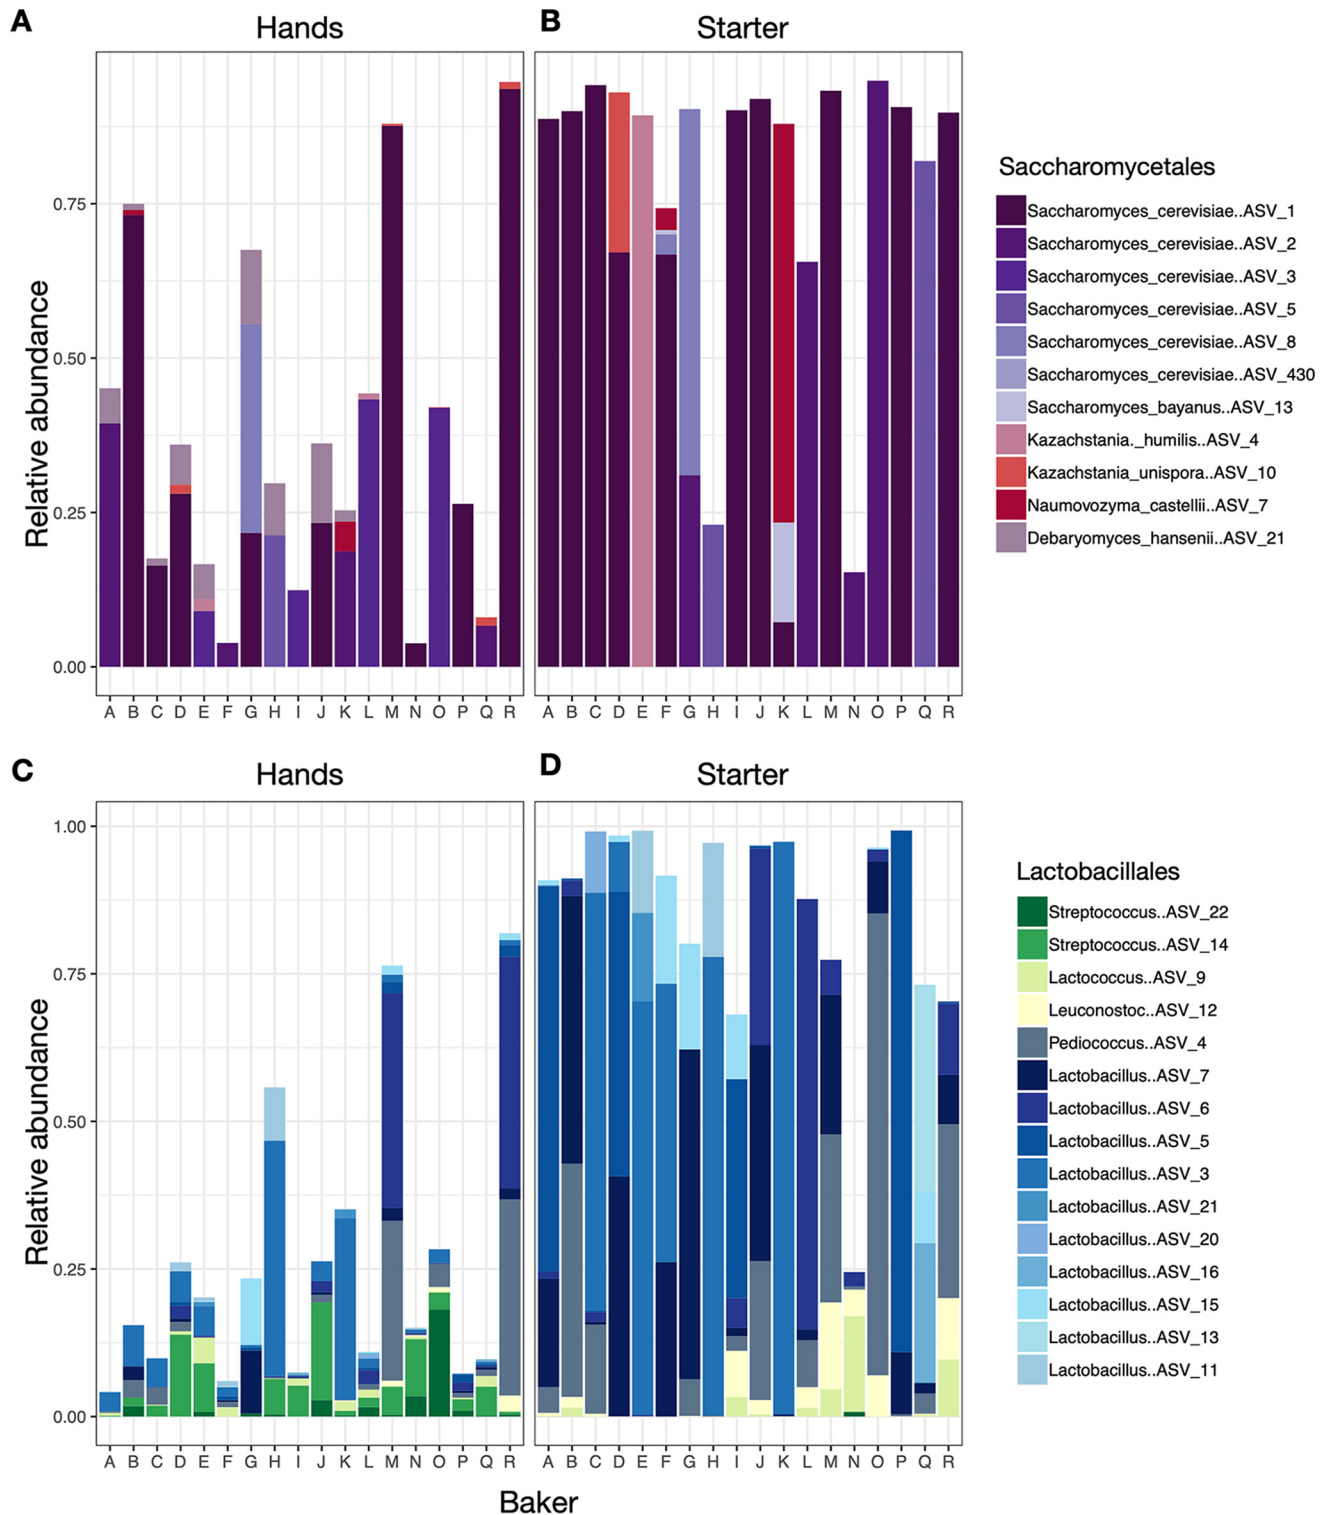 A
Hands
B
Starter
Relative abundance
0.75
0.50
0.25
0.00
A B C D E F G H I J K L M N O P Q R
A B C D E F G H I J K L M N O P Q R
Saccharomycetales
Saccharomyces_cerevisiae..ASV_1
Saccharomyces_cerevisiae..ASV_2
Saccharomyces_cerevisiae..ASV_3
Saccharomyces_cerevisiae..ASV_5
Saccharomyces_cerevisiae..ASV_8
Saccharomyces_cerevisiae..ASV_430
Saccharomyces_bayanus..ASV_13
Kazachstania._humilis..ASV_4
Kazachstania_unispora..ASV_10
Naumovozyma_castellii..ASV_7
Debaryomyces_hansenii..ASV_21
C
Hands
D
Starter
Relative abundance
1.00
0.75
0.50
0.25
0.00
A B C D E F G H I J K L M N O P Q R
A B C D E F G H I J K L M N O P Q R
Baker
Lactobacillales
Streptococcus..ASV_22
Streptococcus..ASV_14
Lactococcus..ASV_9
Leuconostoc..ASV_12
Pediococcus..ASV_4
Lactobacillus..ASV_7
Lactobacillus..ASV_6
Lactobacillus..ASV_5
Lactobacillus..ASV_3
Lactobacillus..ASV_21
Lactobacillus..ASV_20
Lactobacillus..ASV_16
Lactobacillus..ASV_15
Lactobacillus..ASV_13
Lactobacillus..ASV_11